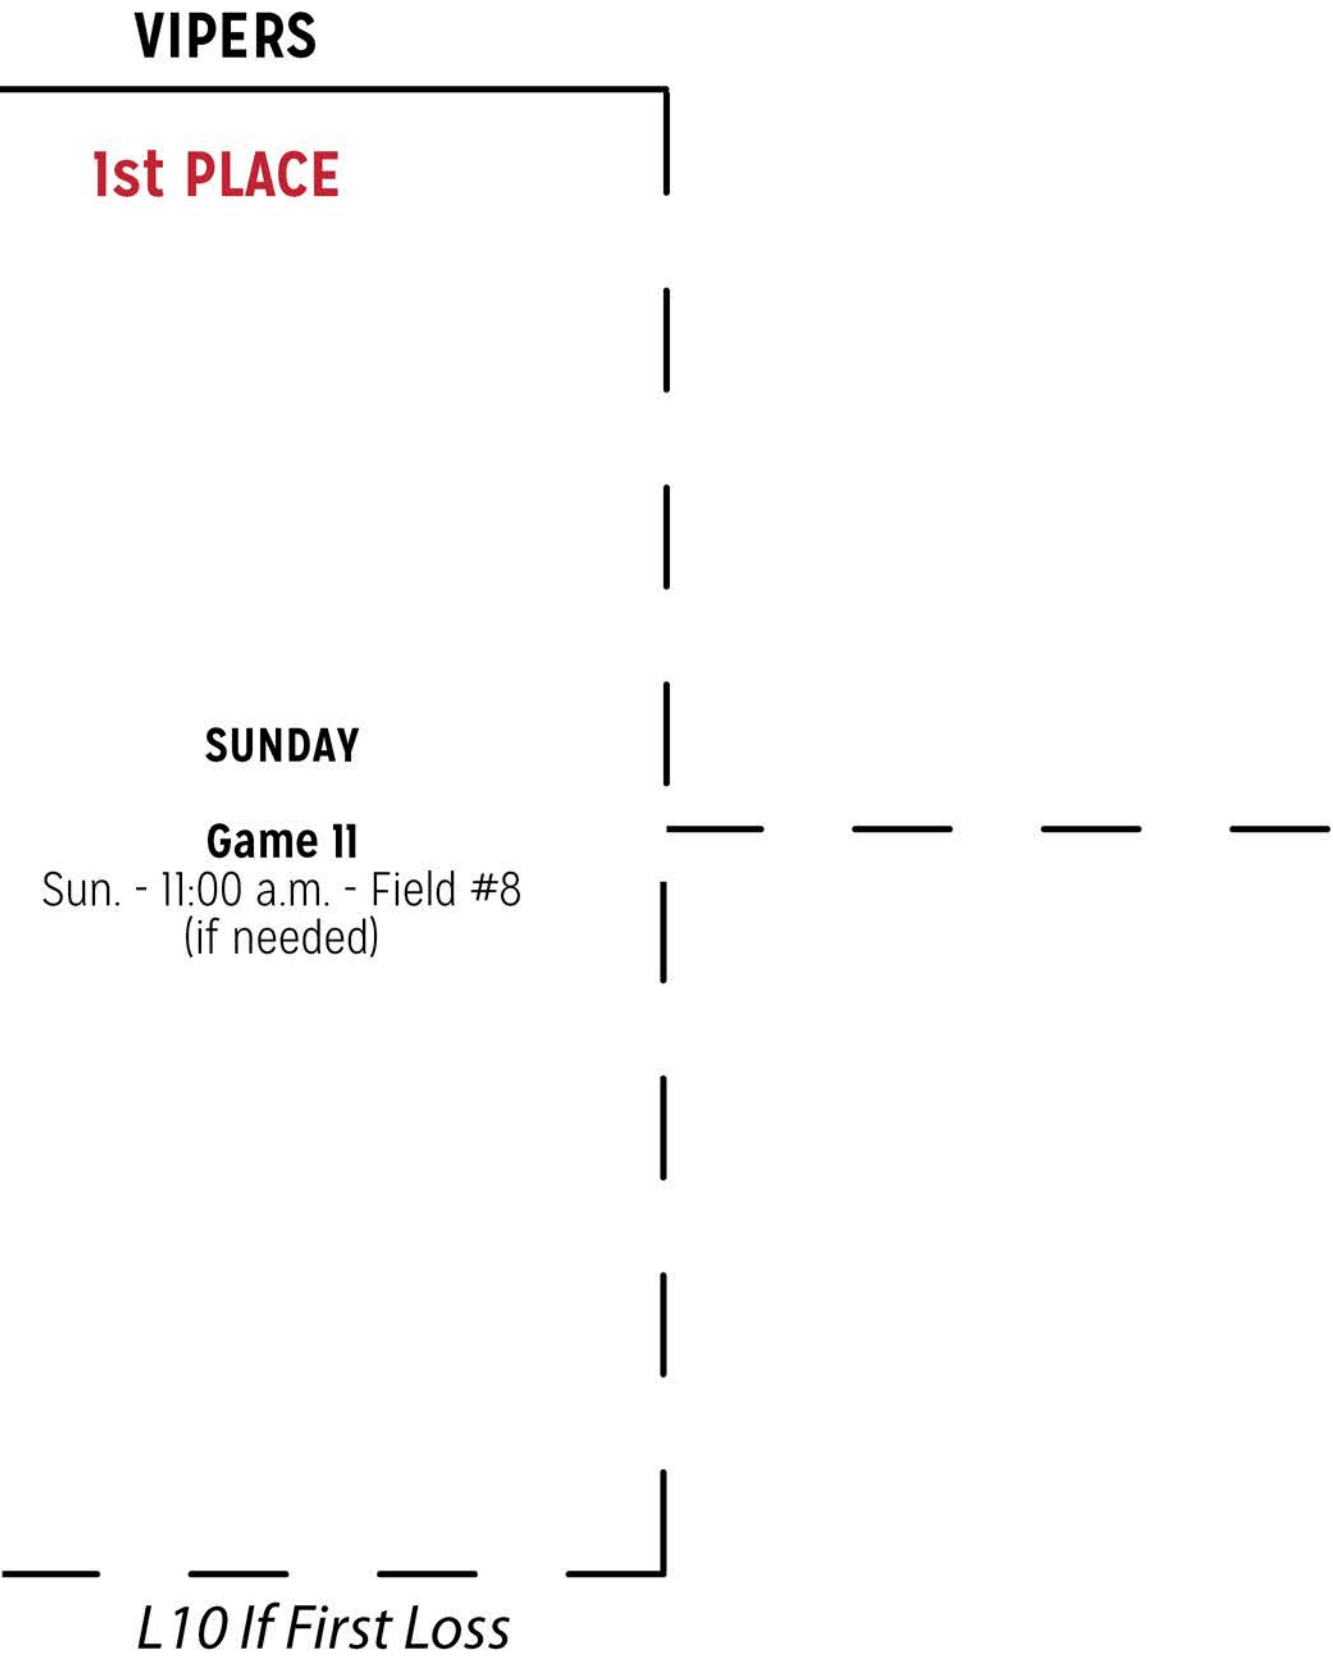 VIPERS
1st PLACE
SUNDAY
Game 11
Sun. - 11:00 a.m. - Field #8
(if needed)
L10 If First Loss